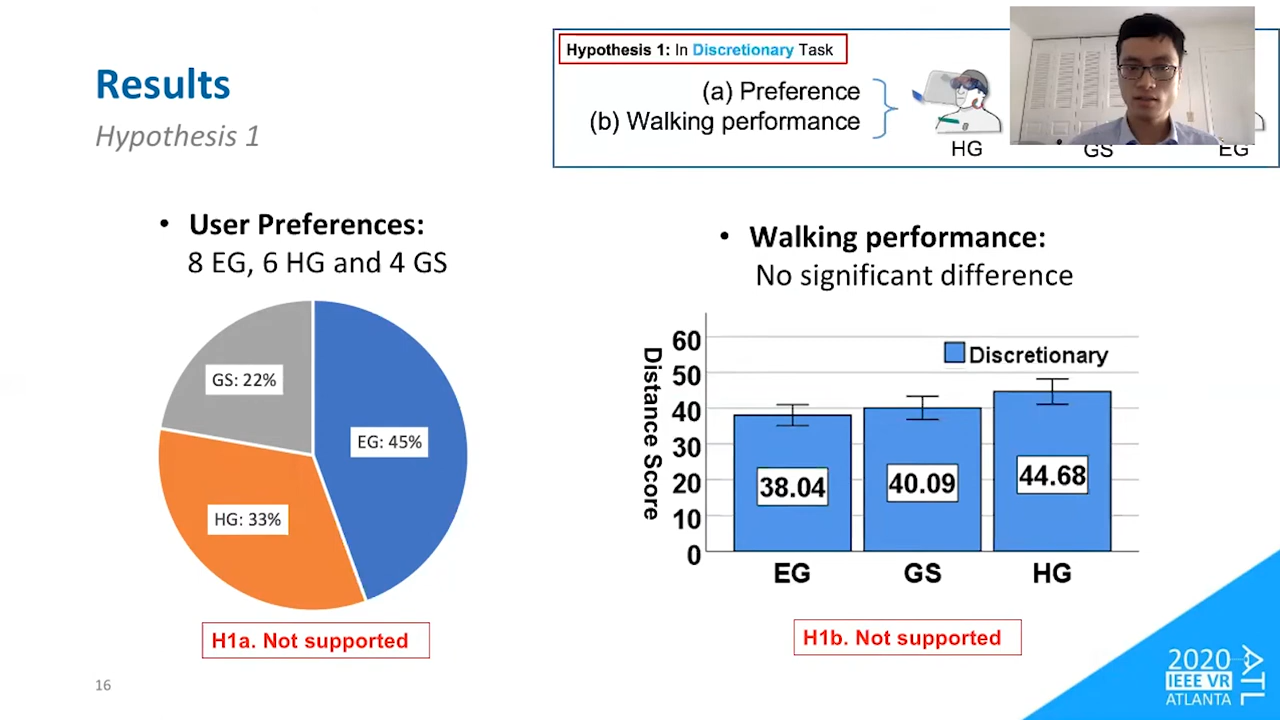 Results
Hypothesis 1
Hypothesis 1: In Discretionary Task
(a) Preference
(b) Walking performance
HG
GS
EG
• User Preferences:
8 EG, 6 HG and 4 GS
GS: 22%
EG: 45%
HG: 33%
H1a. Not supported
• Walking performance:
No significant difference
Distance Score
60
50
40
30
20
10
0
Discretionary
38.04
40.09
44.68
EG
GS
HG
H1b. Not supported
16
2020
IEEE VR
ATLANTA
ATL